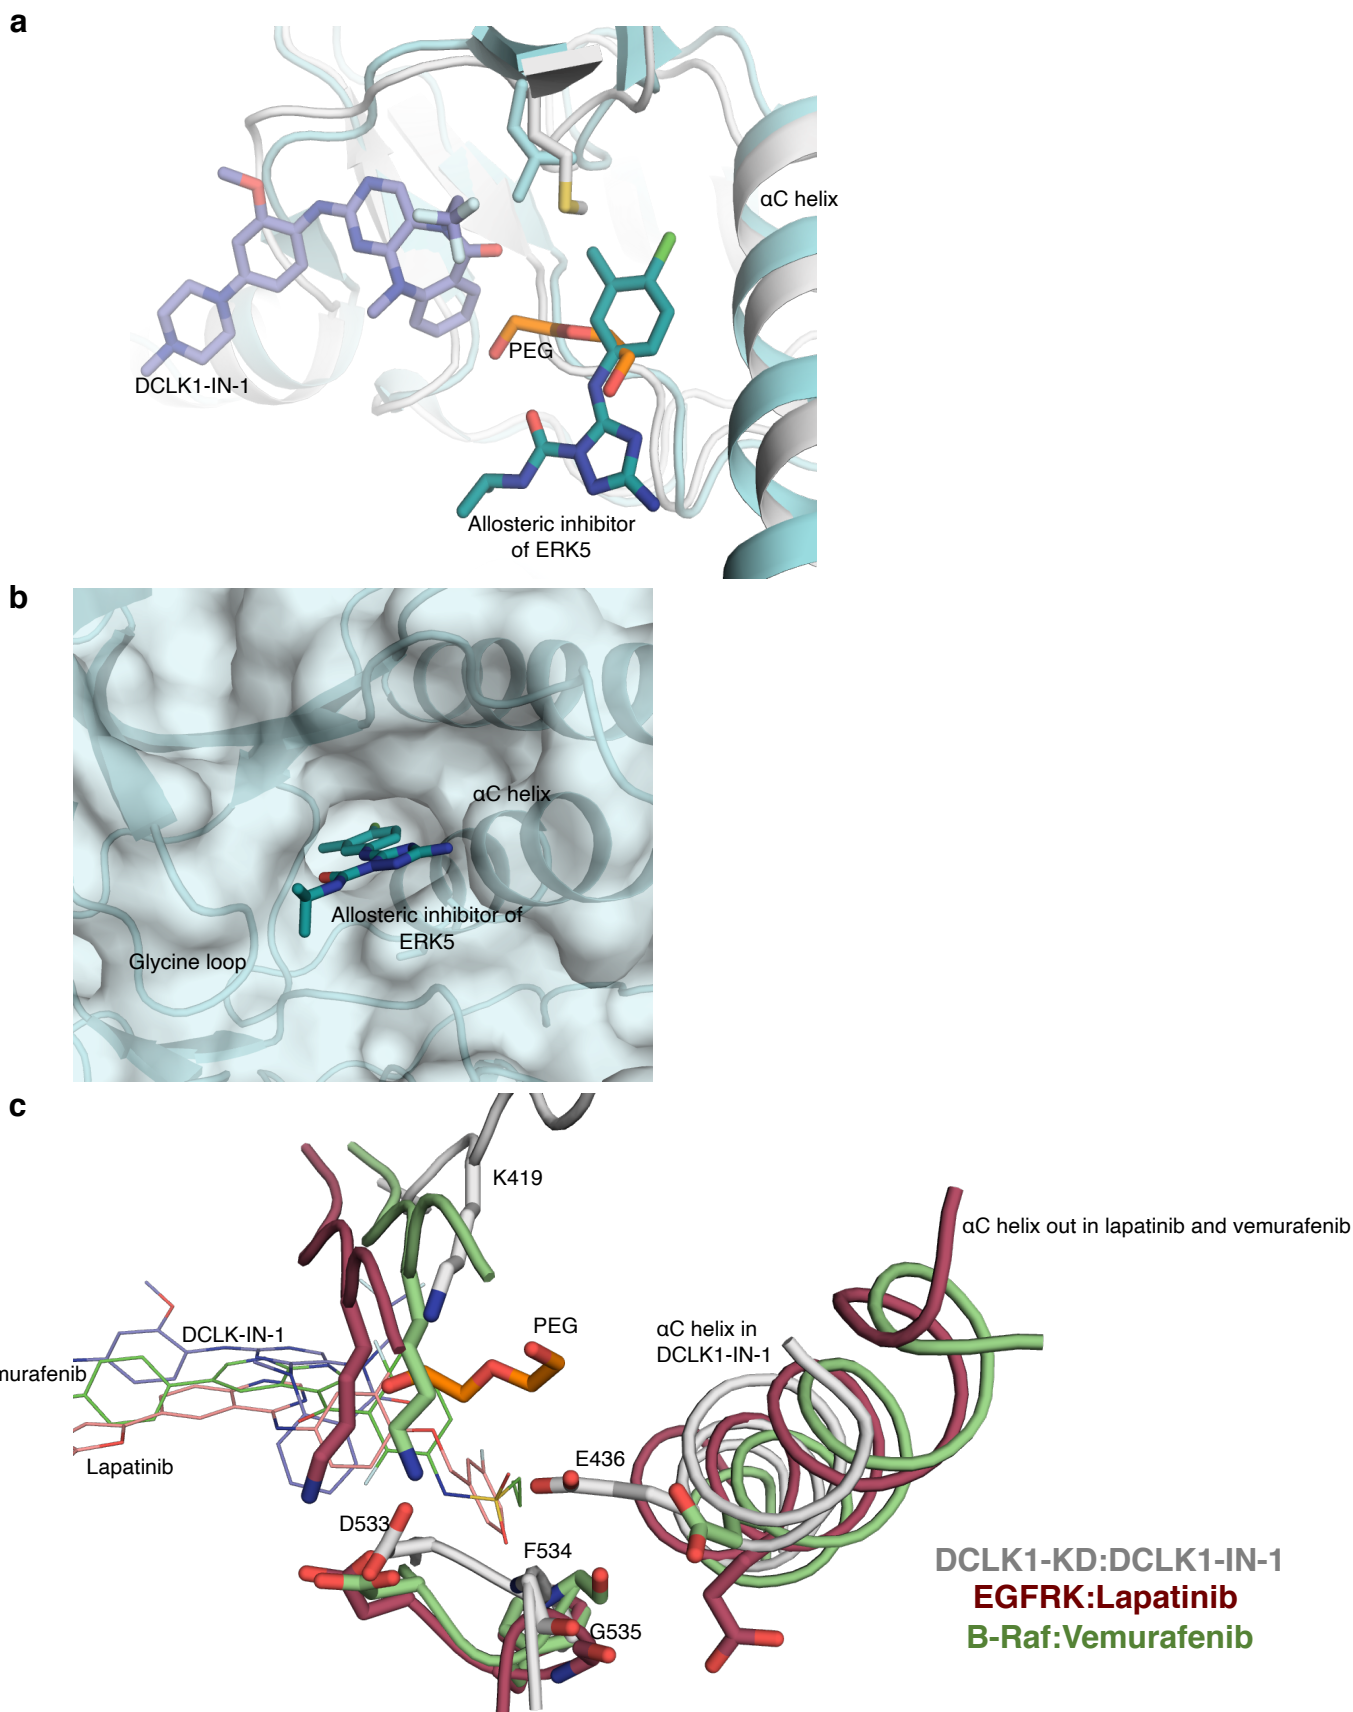 a
αC helix
PEG
DCLK1-IN-1
Allosteric inhibitor
of ERK5
b
αC helix
Allosteric inhibitor of
ERK5
Glycine loop
c
K419
αC helix out in lapatinib and vemurafenib
PEG
αC helix in
DCLK1-IN-1
DCLK-IN-1
murafenib
Lapatinib
E436
D533
F534
G535
DCLK1-KD:DCLK1-IN-1
EGFRK:Lapatinib
B-Raf:Vemurafenib